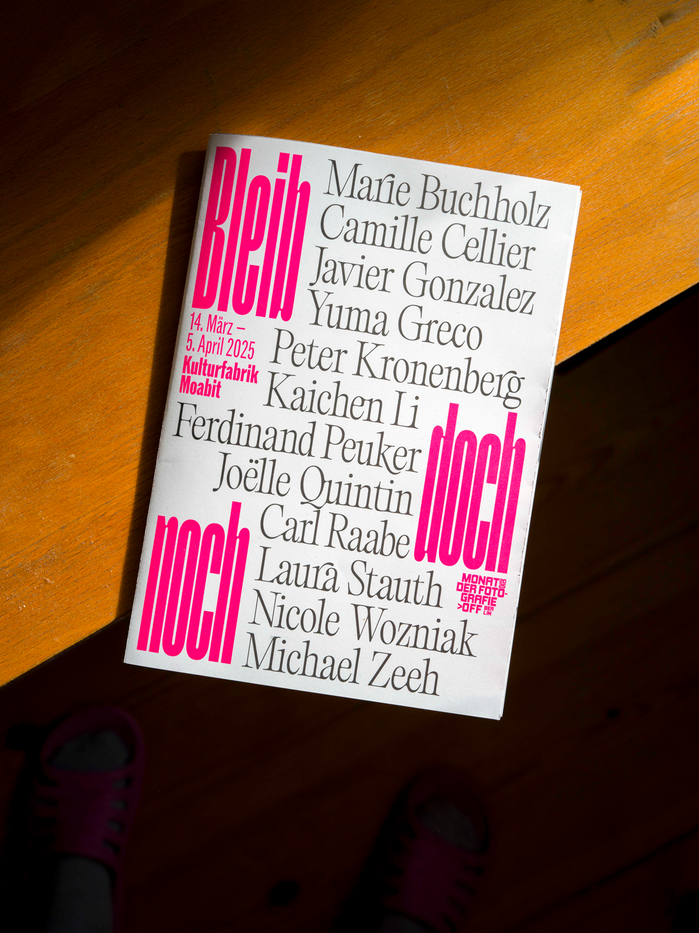 Bleib
Marie Buchholz
Camille Cellier
Javier Gonzalez
Yuma Greco
14. März –
5. April 2025
Kulturfabrik
Moabit
Peter Kronenberg
Kaichen Li
Ferdinand Peuker
doch
Joëlle Quintin
Carl Raabe
noch
Laura Stauth
Nicole Wozniak
Michael Zeeh
MONAT
DER FOTO-
GRAFIE
>OFF BER
LIN